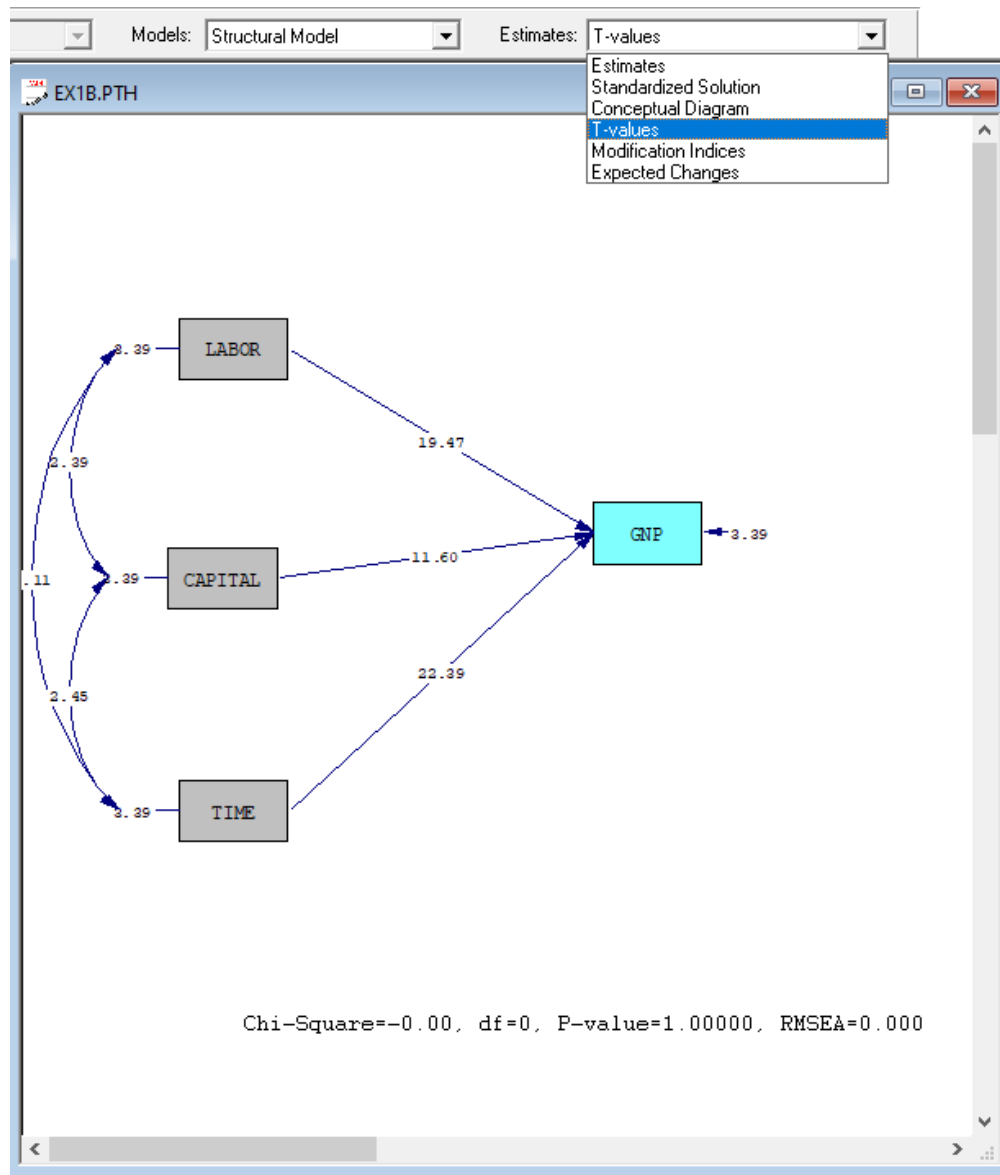 Models: Structural Model Estimates: T-values
Estimates
Standardized Solution
Conceptual Diagram
T-values
Modification Indices
Expected Changes
EX1B.PTH
3.39 LABOR
19.47
2.39
GNP 3.39
11.60
.11 3.39 CAPITAL
22.39
2.45
3.39 TIME
Chi-Square=-0.00, df=0, P-value=1.00000, RMSEA=0.000